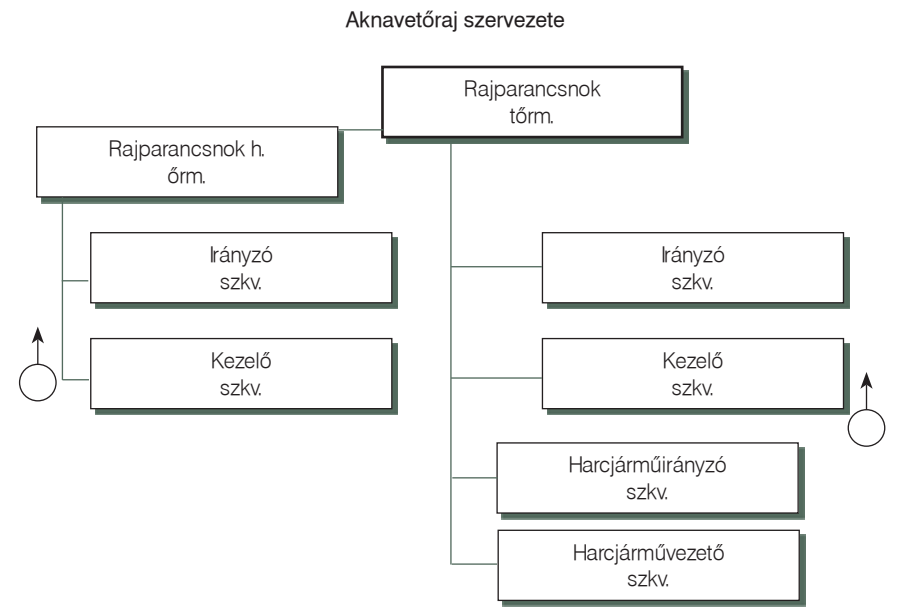 Aknavetőraj szervezete
Rajparancsnok
tőrm.
Rajparancsnok h.
őrm.
Irányzó
szkv.
Kezelő
szkv.
Irányzó
szkv.
Kezelő
szkv.
Harcjárműirányzó
szkv.
Harcjárművezető
szkv.